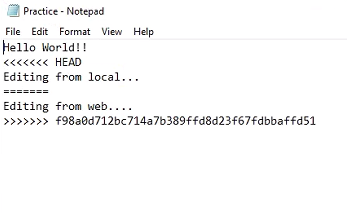 Practice - Notepad
File Edit Format View Help
Hello World!!
<<<<<<< HEAD
Editing from local...
=======
Editing from web....
>>>>>>> f98a0d712bc714a7b389ffd8d23f67fdbbaffd51